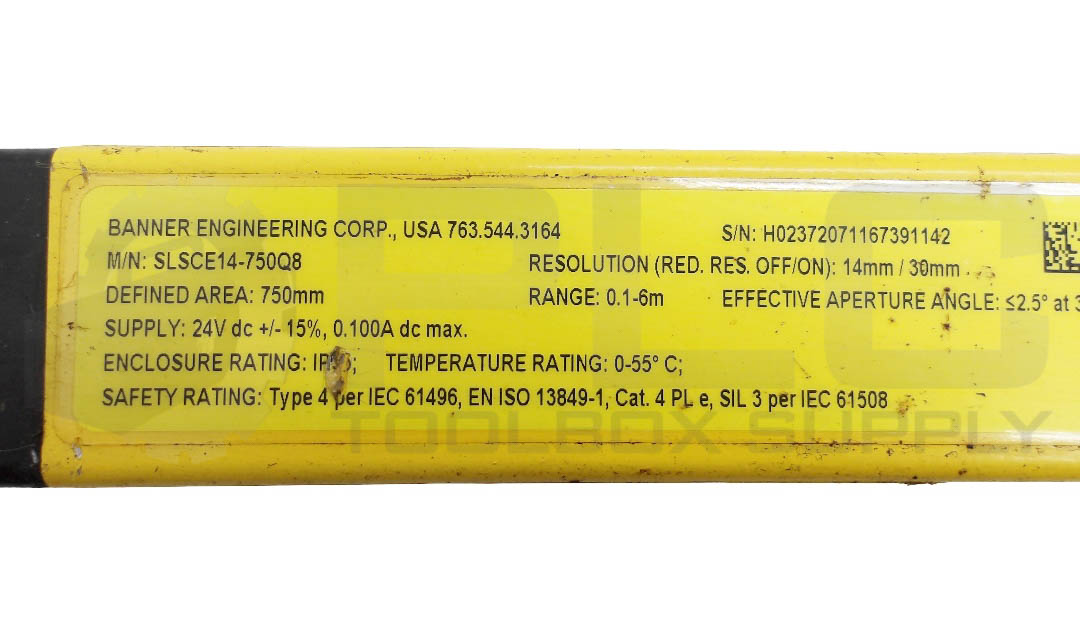 BANNER ENGINEERING CORP., USA 763.544.3164
S/N: H02372071167391142
M/N: SLSCE14-750Q8
RESOLUTION (RED. RES. OFF/ON): 14mm / 30mm
DEFINED AREA: 750mm
RANGE: 0.1-6m
EFFECTIVE APERTURE ANGLE: ≤2.5° at 3
SUPPLY: 24V dc +/- 15%, 0.100A dc max.
ENCLOSURE RATING:
TEMPERATURE RATING: 0-55° C;
SAFETY RATING: Type 4 per IEC 61496, EN ISO 13849-1, Cat. 4 PL e, SIL 3 per IEC 61508
PLC
TOOLBOX SUPPLY